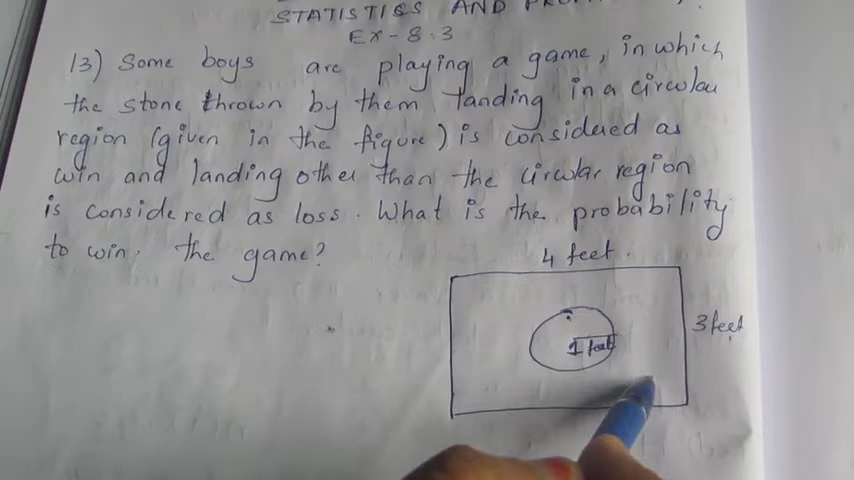 STATISTICS AND
Ex-8.3
13) Some boys are playing a game, in which
the stone thrown by them landing in a circular
region (given in the figure) is considered as
win and landing other than the circular region
is considered as loss. What is the probability
to win the game?
4 feet.
3 feet
1 feet